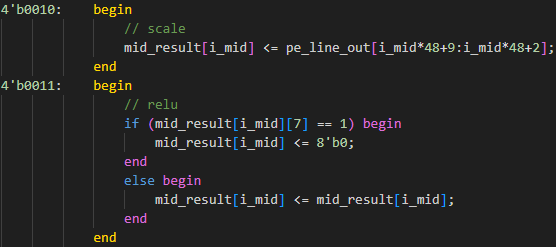 4'b0010: begin
// scale
mid_result[i_mid] <= pe_line_out[i_mid*48+9:i_mid*48+2];
end
4'b0011: begin
// relu
if (mid_result[i_mid][7] == 1) begin
mid_result[i_mid] <= 8'b0;
end
else begin
mid_result[i_mid] <= mid_result[i_mid];
end
end